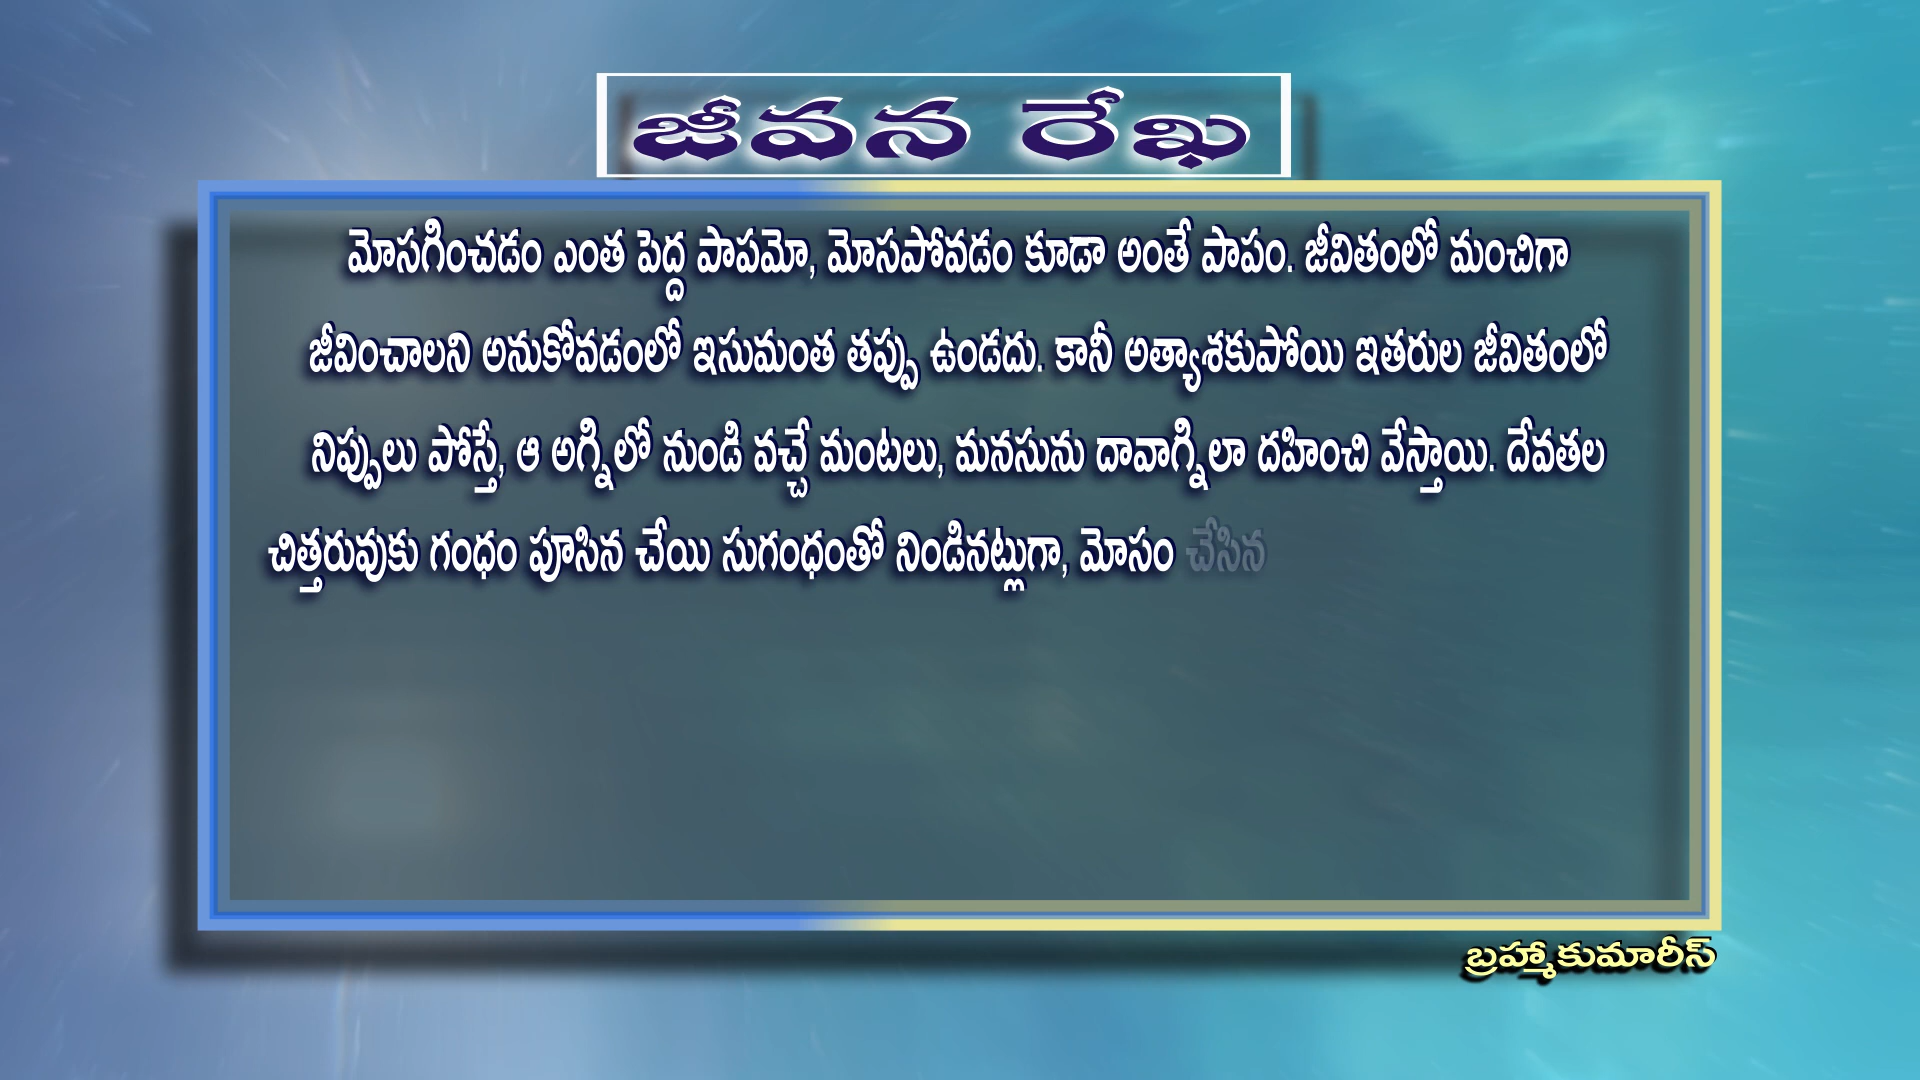 జీవన రేఖ
మోసగించడం ఎంత పెద్ద పాపమో, మోసపోవడం కూడా అంతే పాపం. జీవితంలో మంచిగా
జీవించాలని అనుకోవడంలో ఇసుమంత తప్పు ఉండదు. కానీ అత్యాశకుపోయి ఇతరుల జీవితంలో
నిప్పులు పోస్తే, ఆ అగ్నిలో నుండి వచ్చే మంటలు, మనసును దావాగ్నిలా దహించి వేస్తాయి. దేవతల
చిత్తరువుకు గంధం పూసిన చేయి సుగంధంతో నిండినట్లుగా, మోసం చేసిన
బ్రహ్మాకుమారీస్